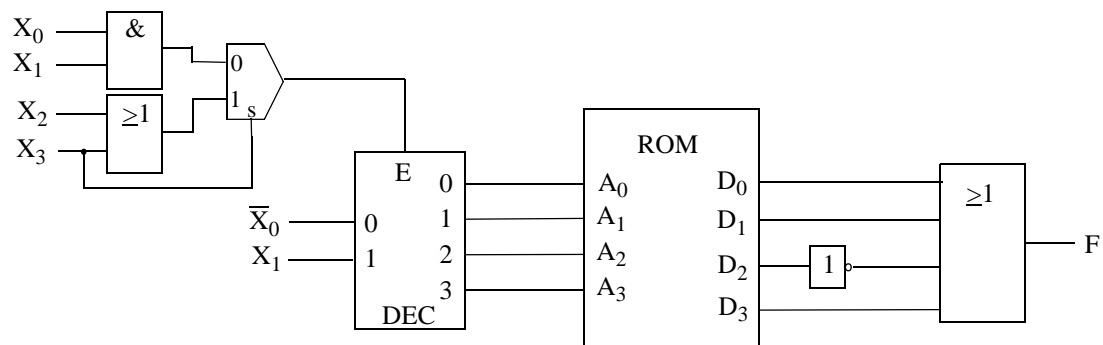 X₀
&
X₁
0
1
s
X₂
≥1
X₃
E
ROM
X̅₀
0
X₁
1
0
1
2
3
DEC
A₀
A₁
A₂
A₃
D₀
D₁
D₂
D₃
1
≥1
F